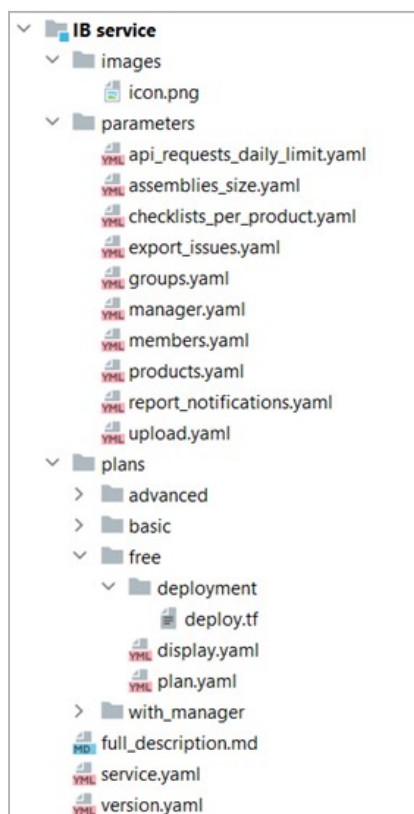 IB service
images
icon.png
parameters
api_requests_daily_limit.yaml
assemblies_size.yaml
checklists_per_product.yaml
export_issues.yaml
groups.yaml
manager.yaml
members.yaml
products.yaml
report_notifications.yaml
upload.yaml
plans
advanced
basic
free
deployment
deploy.tf
display.yaml
plan.yaml
with_manager
full_description.md
service.yaml
version.yaml